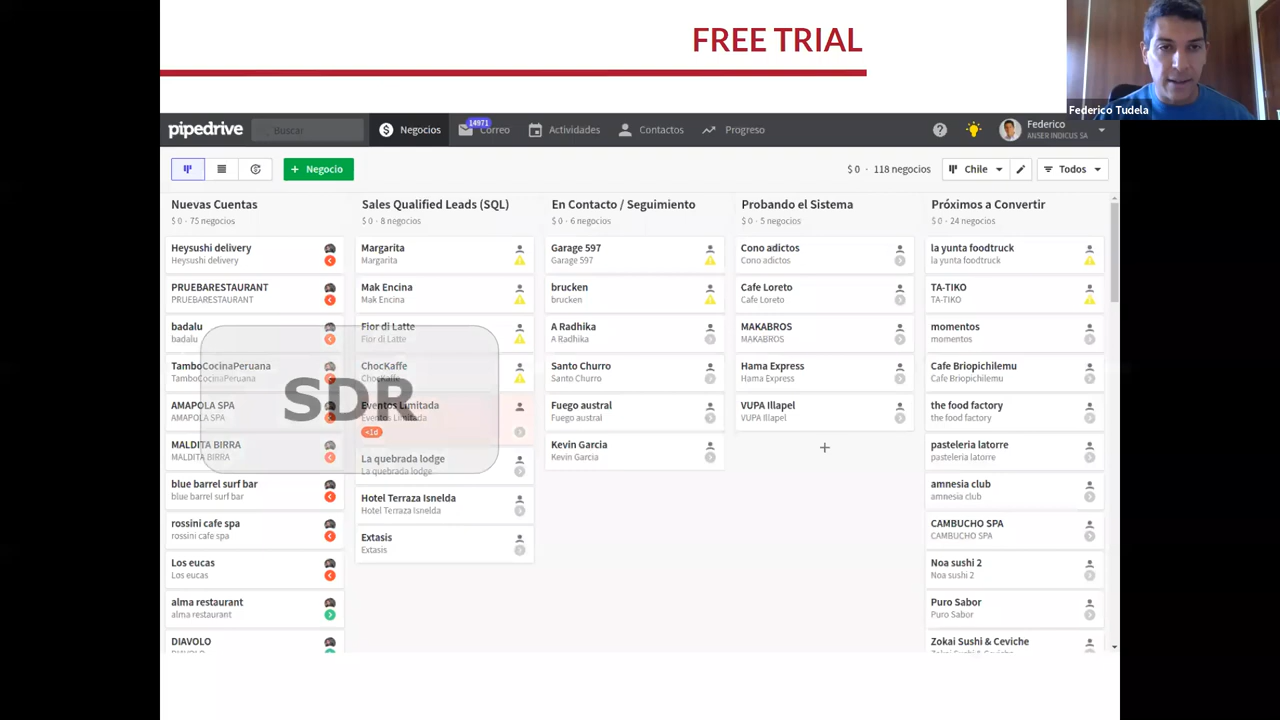 FREE TRIAL
Federico Tudela
pipedrive
Buscar
Negocios
14971
Correo
Actividades
Contactos
Progreso
Federico
ANSER INDICUS SA
+ Negocio
$ 0 · 118 negocios
Chile
Todos
Nuevas Cuentas
$ 0 · 75 negocios
Heysushi delivery
Heysushi delivery
PRUEBARESTAURANT
PRUEBARESTAURANT
badalu
badalu
TamboCocinaPeruana
TamboCocinaPeruana
AMAPOLA SPA
AMAPOLA SPA
MALDITA BIRRA
MALDITA BIRRA
blue barrel surf bar
blue barrel surf bar
rossini cafe spa
rossini cafe spa
Los eucas
Los eucas
alma restaurant
alma restaurant
DIAVOLO
DIAVOLO
SDR
Sales Qualified Leads (SQL)
$ 0 · 8 negocios
Margarita
Margarita
Mak Encina
Mak Encina
Fior di Latte
Fior di Latte
ChocKaffe
ChocKaffe
Eventos Limitada
Eventos Limitada
<1d
La quebrada lodge
La quebrada lodge
Hotel Terraza Isnelda
Hotel Terraza Isnelda
Extasis
Extasis
En Contacto / Seguimiento
$ 0 · 6 negocios
Garage 597
Garage 597
brucken
brucken
A Radhika
A Radhika
Santo Churro
Santo Churro
Fuego austral
Fuego austral
Kevin Garcia
Kevin Garcia
Probando el Sistema
$ 0 · 5 negocios
Cono adictos
Cono adictos
Cafe Loreto
Cafe Loreto
MAKABROS
MAKABROS
Hama Express
Hama Express
VUPA Illapel
VUPA Illapel
Próximos a Convertir
$ 0 · 24 negocios
la yunta foodtruck
la yunta foodtruck
TA-TIKO
TA-TIKO
momentos
momentos
Cafe Briopichilemu
Cafe Briopichilemu
the food factory
the food factory
pasteleria latorre
pasteleria latorre
amnesia club
amnesia club
CAMBUCHO SPA
CAMBUCHO SPA
Noa sushi 2
Noa sushi 2
Puro Sabor
Puro Sabor
Zokai Sushi & Ceviche
Zokai Sushi & Ceviche